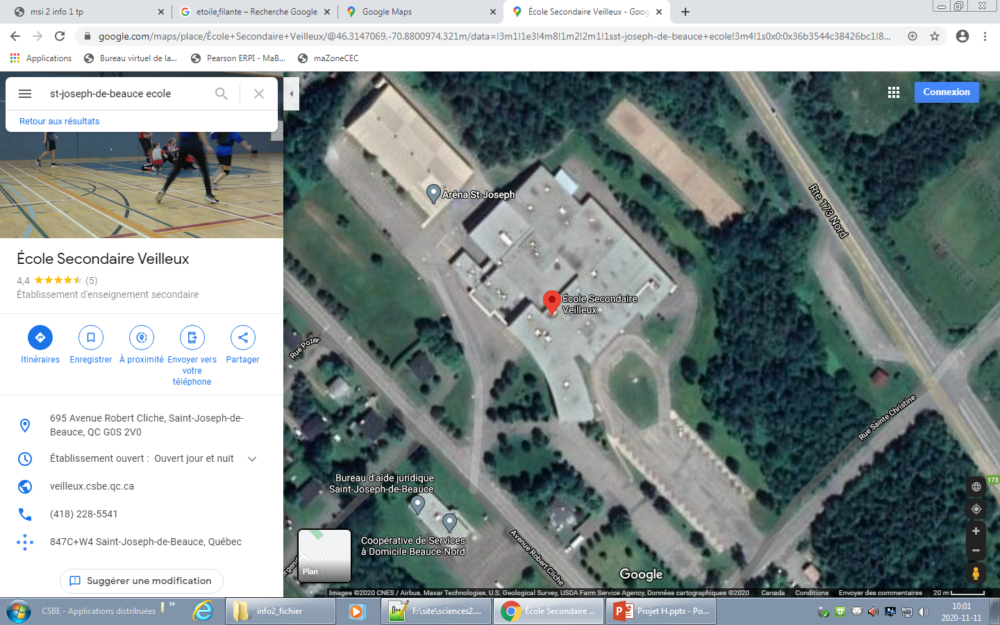 msi 2 info 1 tp
etoile filante – Recherche Google
Google Maps
École Secondaire Veilleux - Goog
google.com/maps/place/École+Secondaire+Veilleux/@46.3147069,-70.8800974,321m/data=!3m1!1e3!4m8!1m2!2m1!1sst-joseph-de-beauce+ecole!3m4!1s0x0:0x36b3544c38426bc1!8...
Applications
Bureau virtuel de la...
Pearson ERPI - MaB...
maZoneCEC
st-joseph-de-beauce ecole
Retour aux résultats
École Secondaire Veilleux
4,4 (5)
Établissement d'enseignement secondaire
Itinéraires
Enregistrer
À proximité
Envoyer vers
votre
téléphone
Partager
695 Avenue Robert Cliche, Saint-Joseph-de-
Beauce, QC G0S 2V0
Établissement ouvert : Ouvert jour et nuit
veilleux.csbe.qc.ca
(418) 228-5541
847C+W4 Saint-Joseph-de-Beauce, Québec
Suggérer une modification
Connexion
Aréna St-Joseph
Rte 173 Nord
École Secondaire
Veilleux
Rue Pozer
Rue Sainte Christine
Bureau d'aide juridique
Saint-Joseph-de-Beauce
Coopérative de Services
à Domicile Beauce-Nord
Avenue Robert Cliche
173
Plan
Google
Images ©2020 CNES / Airbus, Maxar Technologies, U.S. Geological Survey, USDA Farm Service Agency, Données cartographiques ©2020
Canada
Conditions
Envoyer des commentaires
20 m
CSBE - Applications distribuées
info2_fichier
F:\site\sciences2....
École Secondaire ...
Projet H.pptx - Po...
10:01
2020-11-11